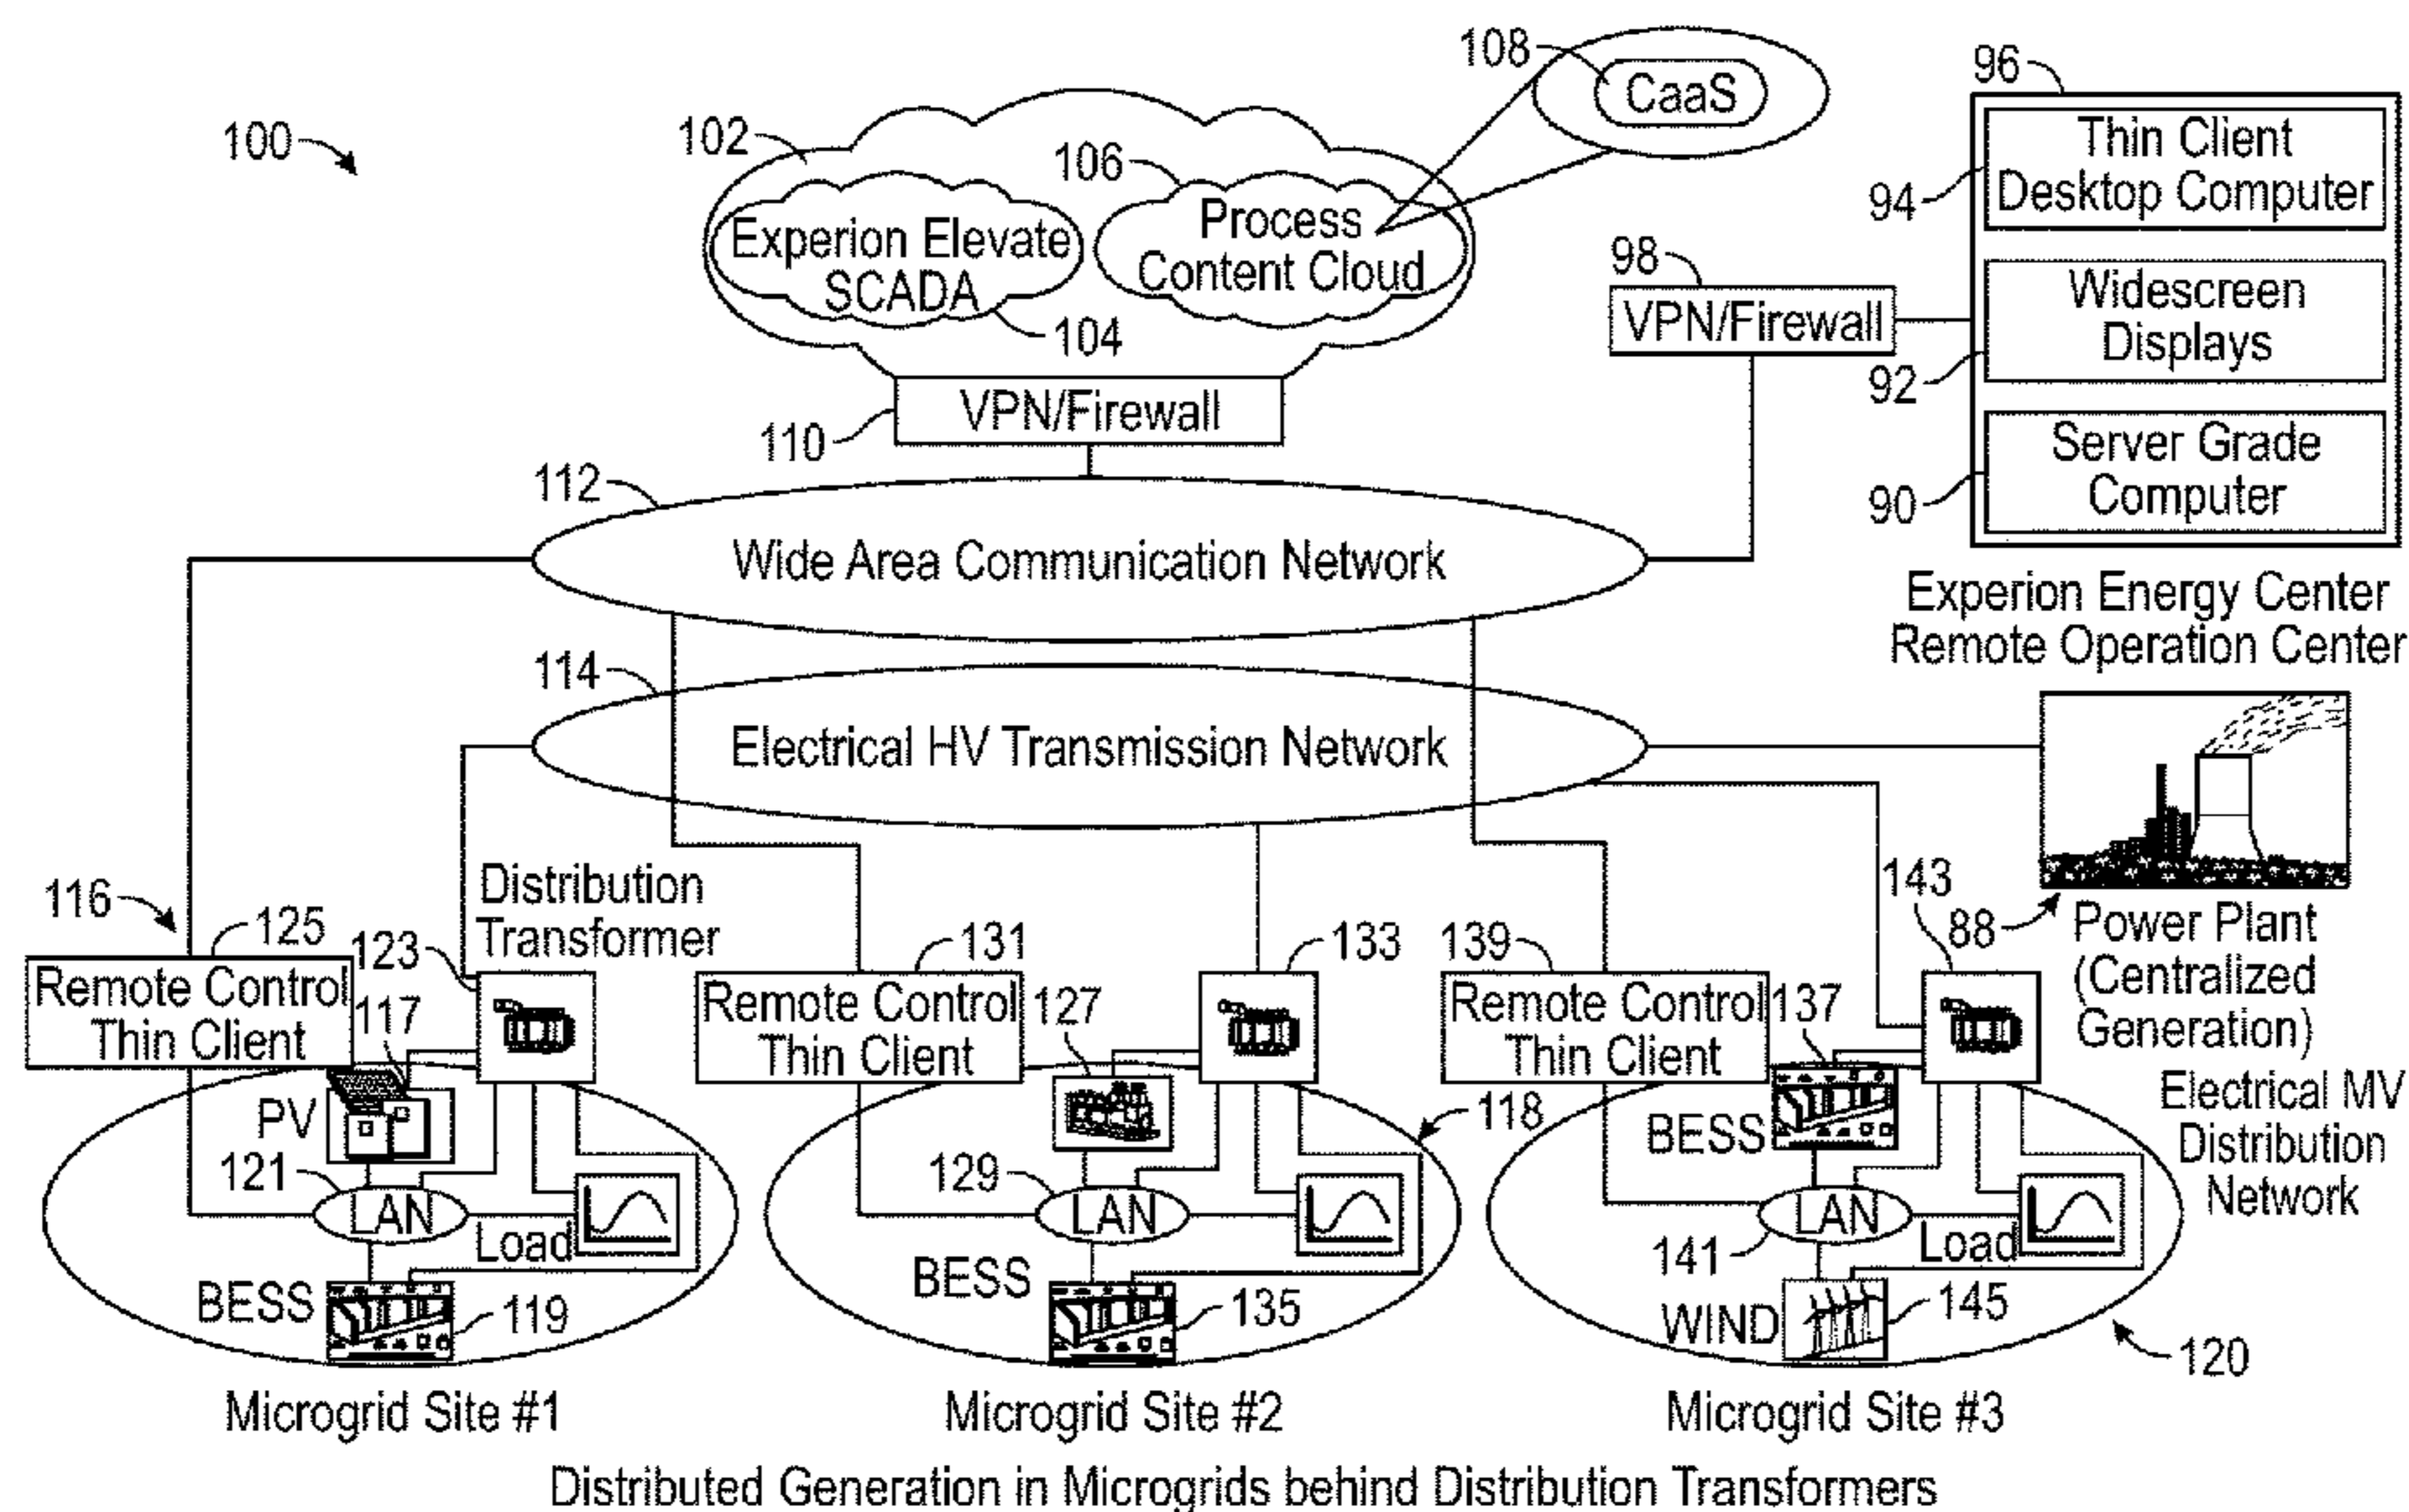 100
102
Experion Elevate
SCADA
104
106
Process
Content Cloud
108
CaaS
96
Thin Client
Desktop Computer
94
Widescreen
Displays
92
Server Grade
Computer
90
98
VPN/Firewall
Experion Energy Center
Remote Operation Center
VPN/Firewall
110
112
Wide Area Communication Network
114
Electrical HV Transmission Network
88
Power Plant
(Centralized
Generation)
Electrical MV
Distribution
Network
116
125
Remote Control
Thin Client
Distribution
Transformer
123
117
PV
121
LAN
Load
BESS
119
Microgrid Site #1
131
Remote Control
Thin Client
127
133
118
129
LAN
BESS
135
Microgrid Site #2
139
Remote Control
Thin Client
137
143
BESS
LAN
141
Load
WIND
145
120
Microgrid Site #3
Distributed Generation in Microgrids behind Distribution Transformers